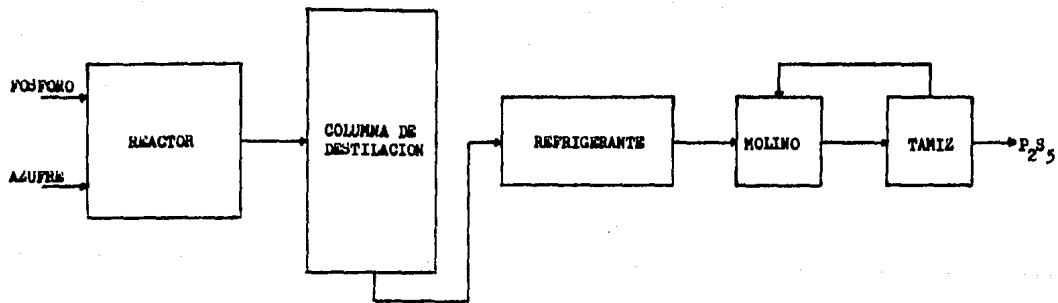 FOSFORO
AZUFRE
REACTOR
COLUMNA DE
DESTILACION
REFRIGERANTE
MOLINO
TAMIZ
P2S5